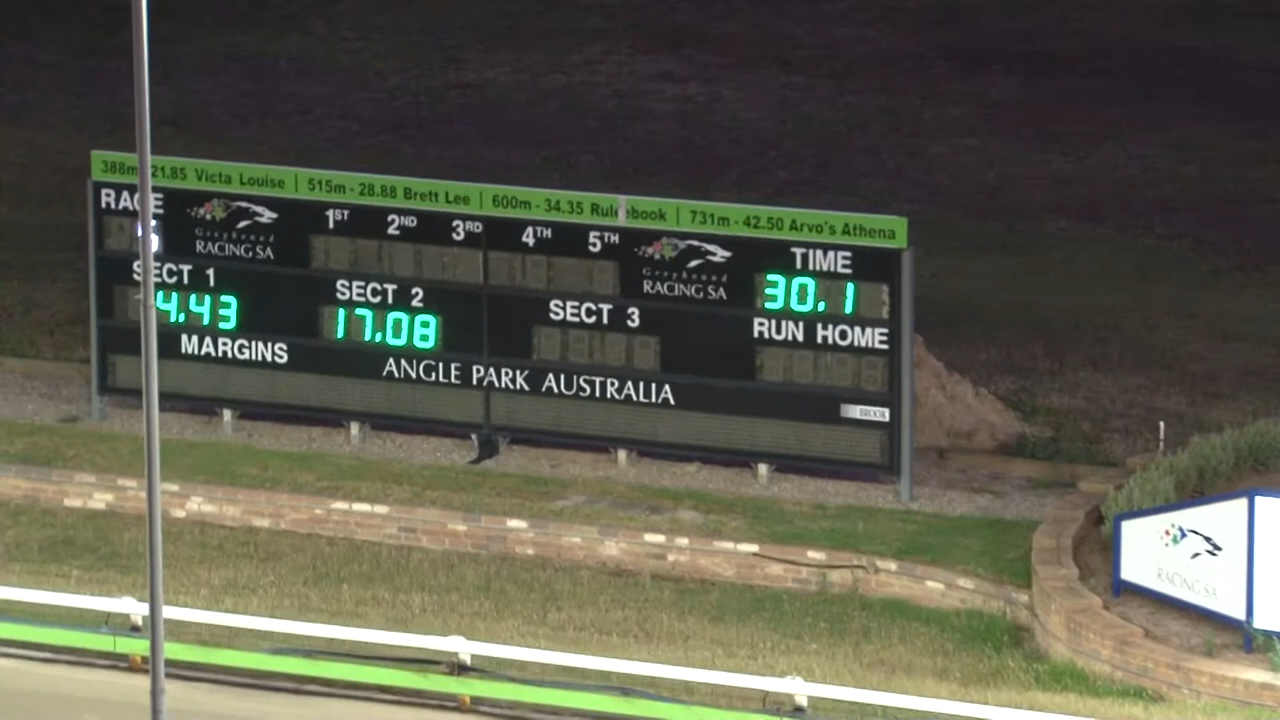 388m 21.85 Victa Louise | 515m - 28.88 Brett Lee | 600m - 34.35 Rulebook | 731m - 42.50 Arvo's Athena
RACE
Greyhound
RACING SA
1ST 2ND 3RD 4TH 5TH
Greyhound
RACING SA
TIME
30.1
SECT 1
4.43
SECT 2
17.08
SECT 3
RUN HOME
MARGINS
ANGLE PARK AUSTRALIA
BROOK
RACING SA